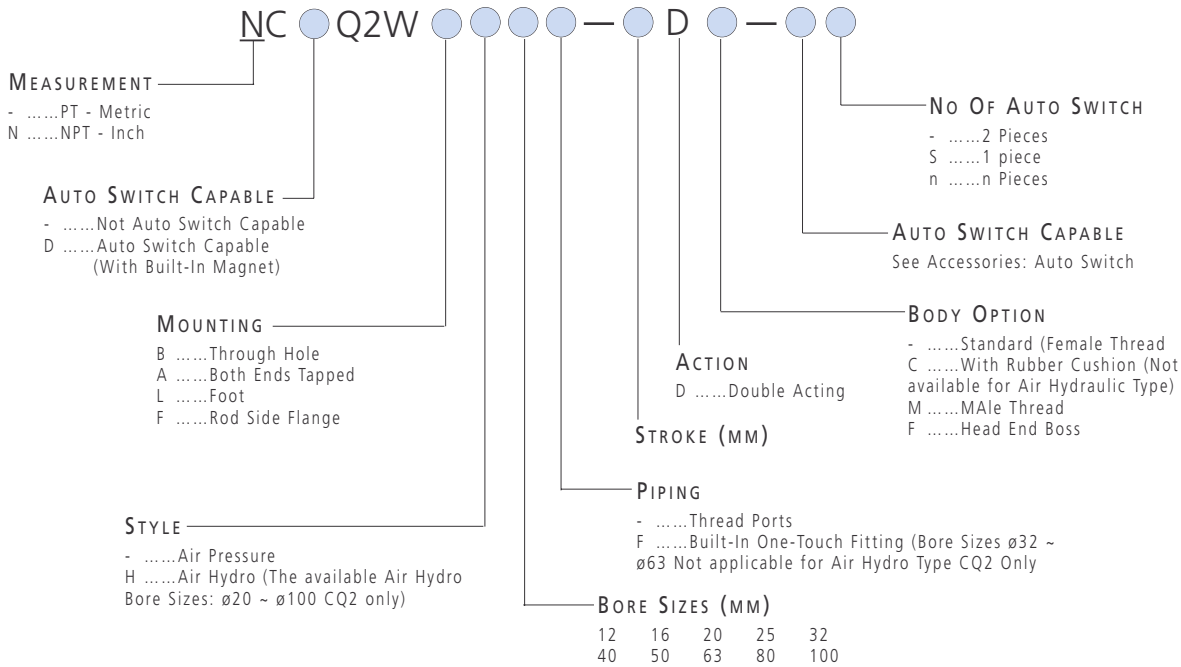 NC Q2W — D —
MEASUREMENT
- ......PT - Metric
N ......NPT - Inch
AUTO SWITCH CAPABLE
- ......Not Auto Switch Capable
D ......Auto Switch Capable
(With Built-In Magnet)
MOUNTING
B ......Through Hole
A ......Both Ends Tapped
L ......Foot
F ......Rod Side Flange
STYLE
- ......Air Pressure
H ......Air Hydro (The available Air Hydro
Bore Sizes: ø20 ~ ø100 CQ2 only)
BORE SIZES (MM)
12 16 20 25 32
40 50 63 80 100
PIPING
- ......Thread Ports
F ......Built-In One-Touch Fitting (Bore Sizes ø32 ~
ø63 Not applicable for Air Hydro Type CQ2 Only
STROKE (MM)
ACTION
D ......Double Acting
BODY OPTION
- ......Standard (Female Thread
C ......With Rubber Cushion (Not
available for Air Hydraulic Type)
M ......MAle Thread
F ......Head End Boss
AUTO SWITCH CAPABLE
See Accessories: Auto Switch
NO OF AUTO SWITCH
- ......2 Pieces
S ......1 piece
n ......n Pieces